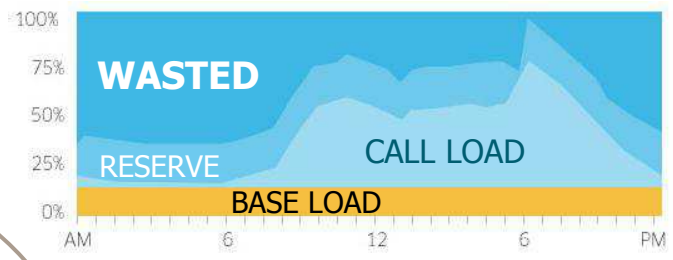 100%
75%
WASTED
50%
CALL LOAD
25%
RESERVE
BASE LOAD
0%
AM 6 12 6 PM